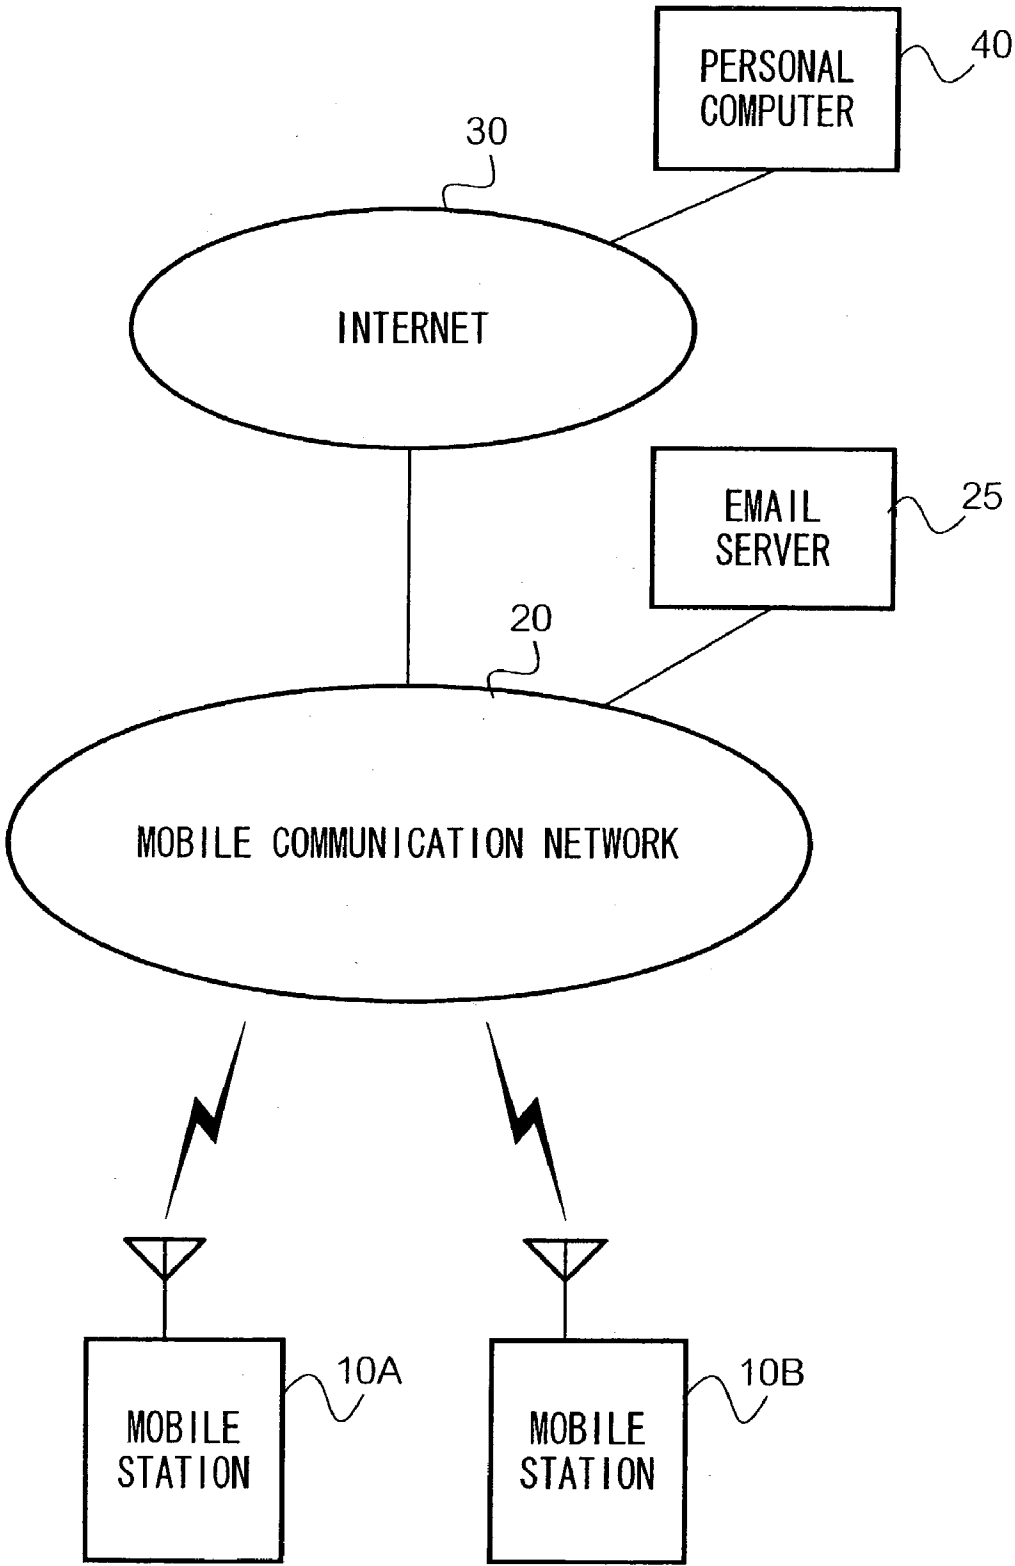 PERSONAL
COMPUTER
40
30
INTERNET
EMAIL
SERVER
25
20
MOBILE COMMUNICATION NETWORK
10A
MOBILE
STATION
10B
MOBILE
STATION